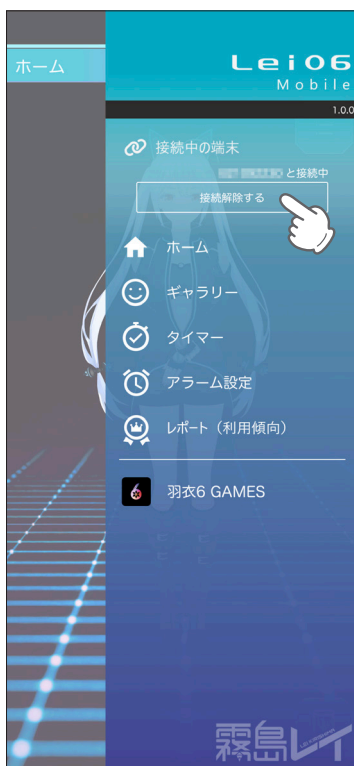 ホーム
Lei06
Mobile
1.0.0
接続中の端末
と接続中
接続解除する
ホーム
ギャラリー
タイマー
アラーム設定
レポート（利用傾向）
6
羽衣6 GAMES
霧島レイ